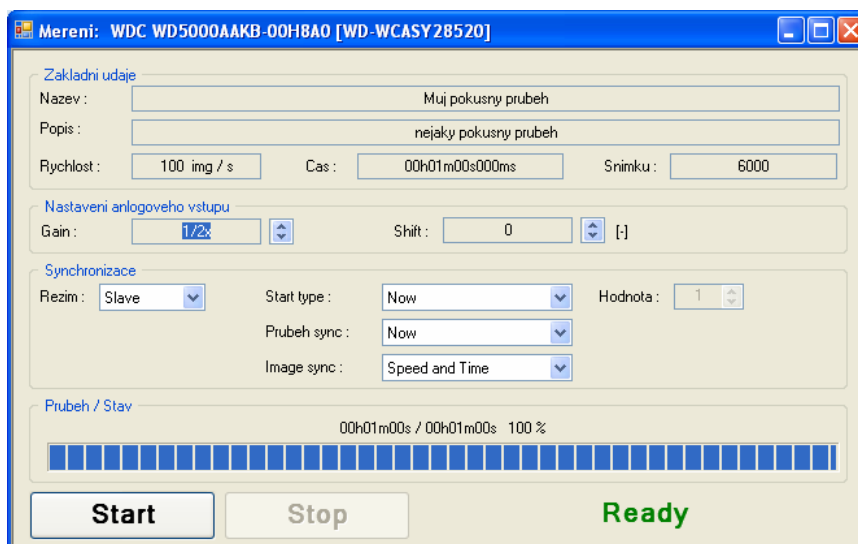 Mereni: WDC WD5000AAKB-00H8A0 [WD-WCASY28520]
Zakladni udaje
Nazev : Muj pokusny prubeh
Popis : nejaky pokusny prubeh
Rychlost : 100 img / s Cas : 00h01m00s000ms Snimku : 6000
Nastaveni anlogoveho vstupu
Gain : 1/2x Shift : 0 [-]
Synchronizace
Rezim : Slave Start type : Now Hodnota : 1
Prubeh sync : Now
Image sync : Speed and Time
Prubeh / Stav
00h01m00s / 00h01m00s 100 %
Start Stop Ready